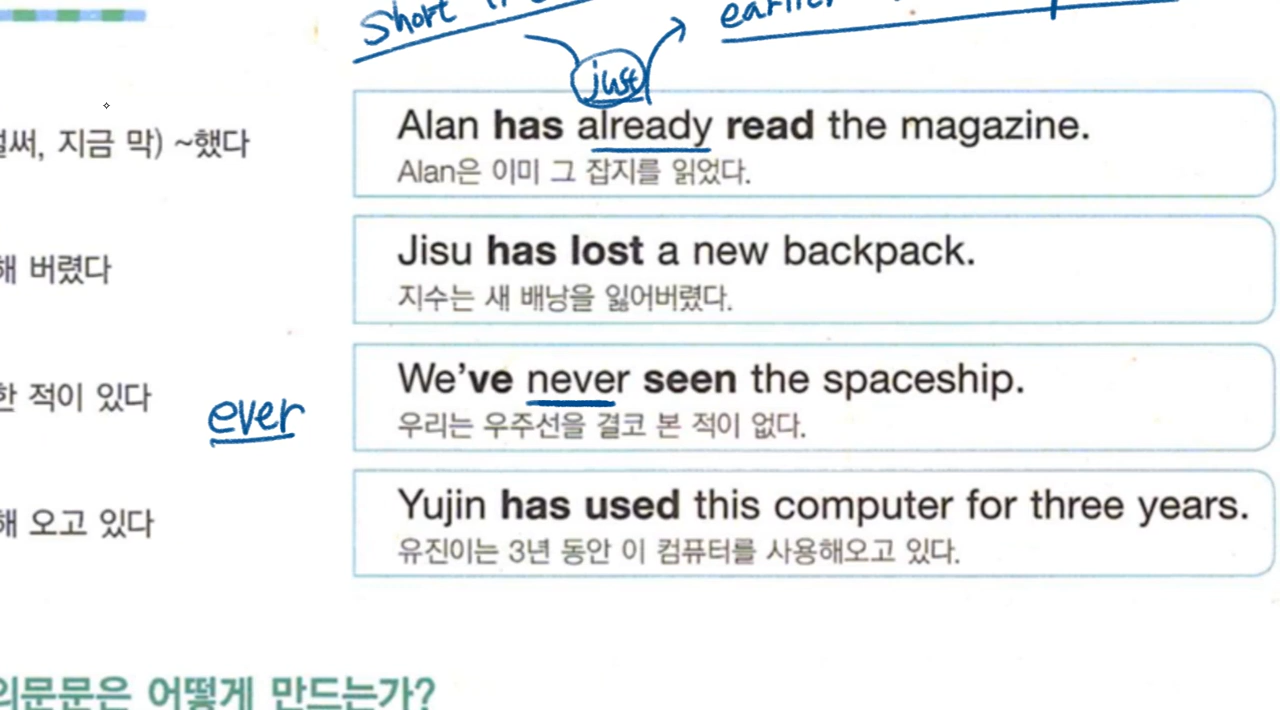 Short
earlier
just
지금 막) ~했다
Alan has already read the magazine.
Alan은 이미 그 잡지를 읽었다.
버렸다
Jisu has lost a new backpack.
지수는 새 배낭을 잃어버렸다.
적이 있다
ever
We've never seen the spaceship.
우리는 우주선을 결코 본 적이 없다.
오고 있다
Yujin has used this computer for three years.
유진이는 3년 동안 이 컴퓨터를 사용해오고 있다.
의문문은 어떻게 만드는가?